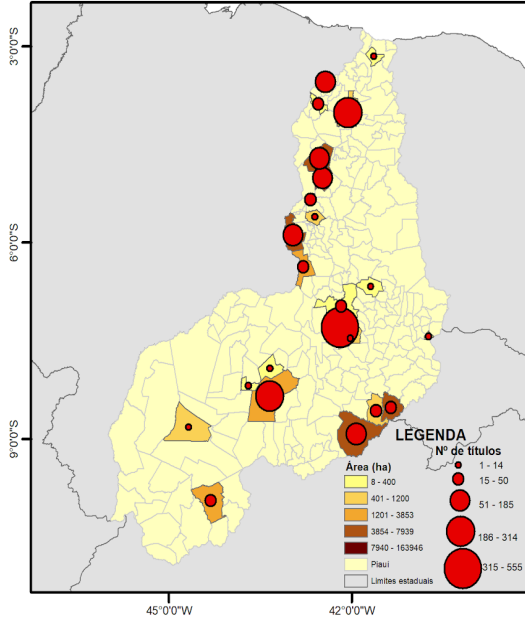 3°0'0"S
6°0'0"S
9°0'0"S
LEGENDA
Nº de títulos
1 - 14
15 - 50
51 - 185
186 - 314
315 - 555
Área (ha)
8 - 400
401 - 1200
1201 - 3853
3854 - 7939
7940 - 163946
Piauí
Limites estaduais
45°0'0"W
42°0'0"W